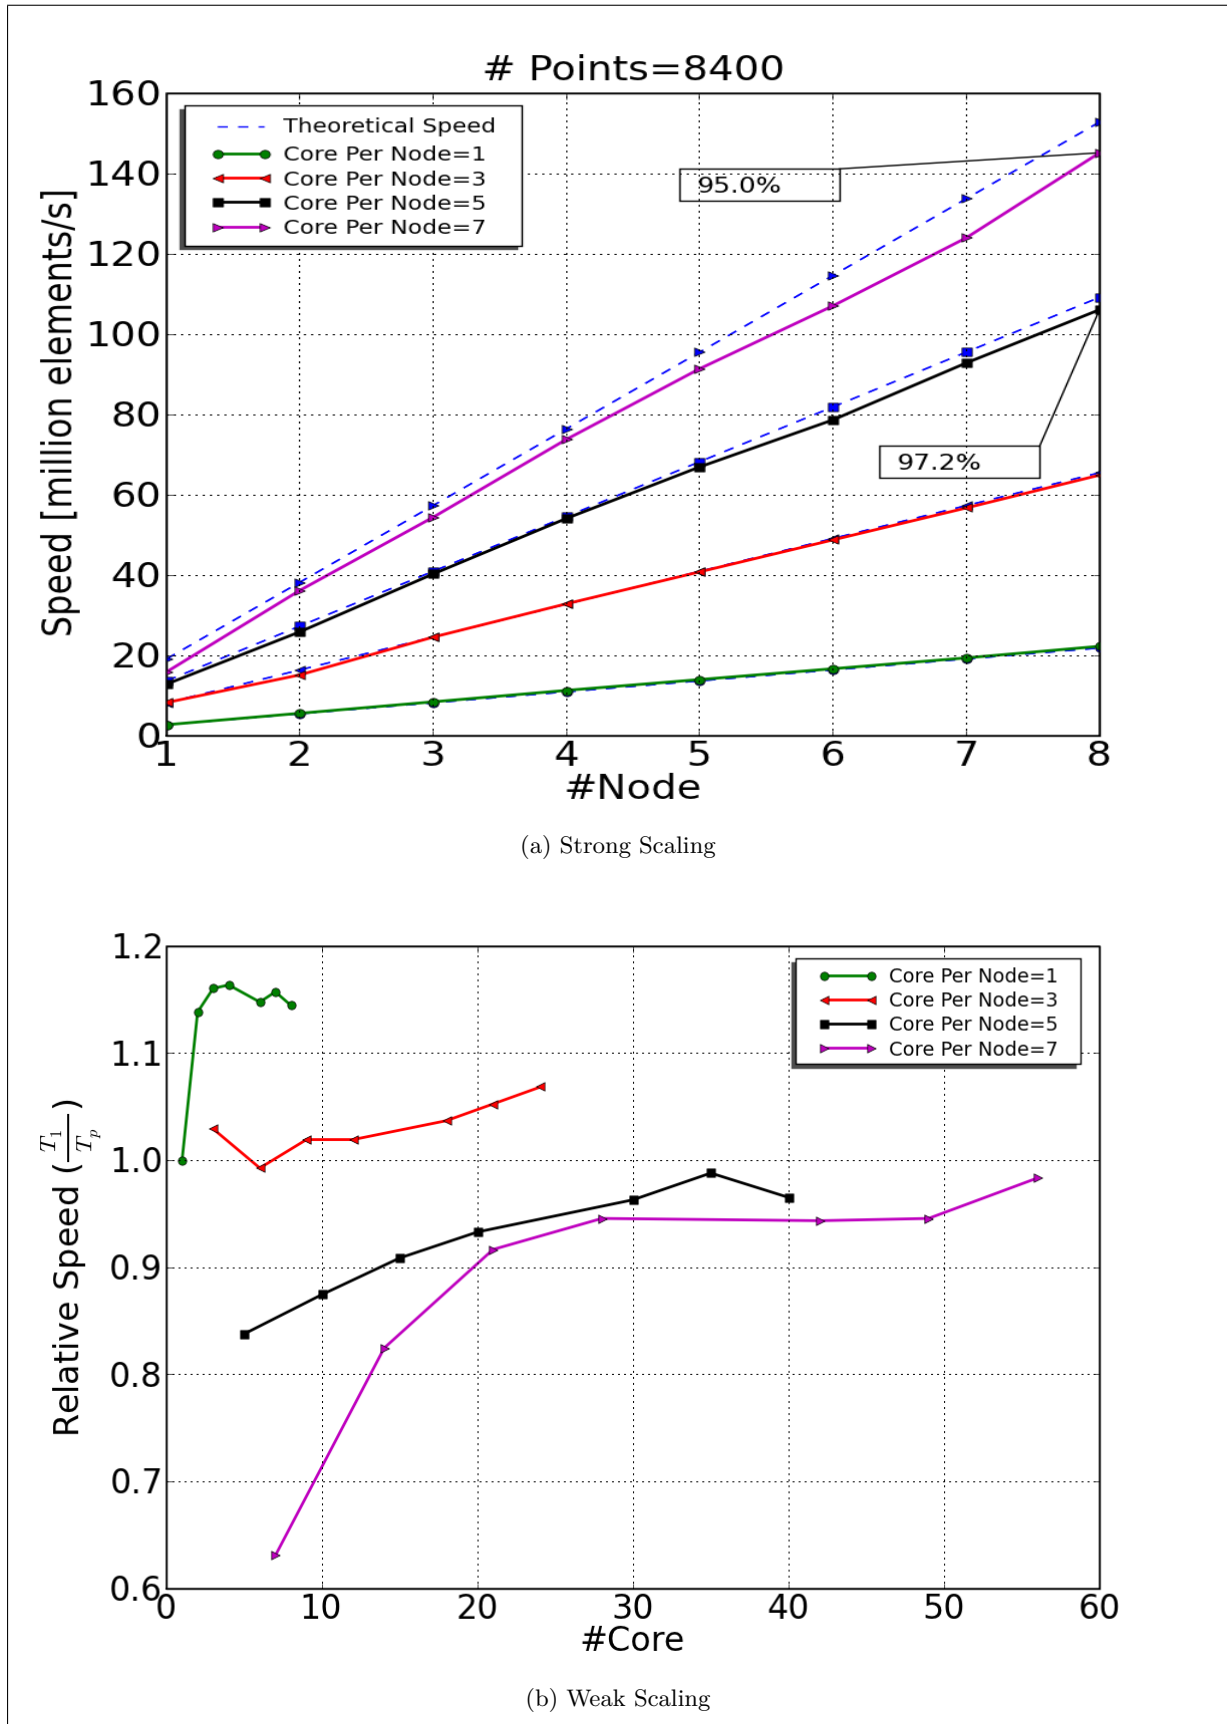 # Points=8400
160
140
120
100
80
60
40
20
0
Speed [million elements/s]
Theoretical Speed
Core Per Node=1
Core Per Node=3
Core Per Node=5
Core Per Node=7
95.0%
97.2%
1 2 3 4 5 6 7 8
#Node
(a) Strong Scaling
1.2
1.1
1.0
0.9
0.8
0.7
0.6
Relative Speed (T_1/T_p)
Core Per Node=1
Core Per Node=3
Core Per Node=5
Core Per Node=7
0 10 20 30 40 50 60
#Core
(b) Weak Scaling